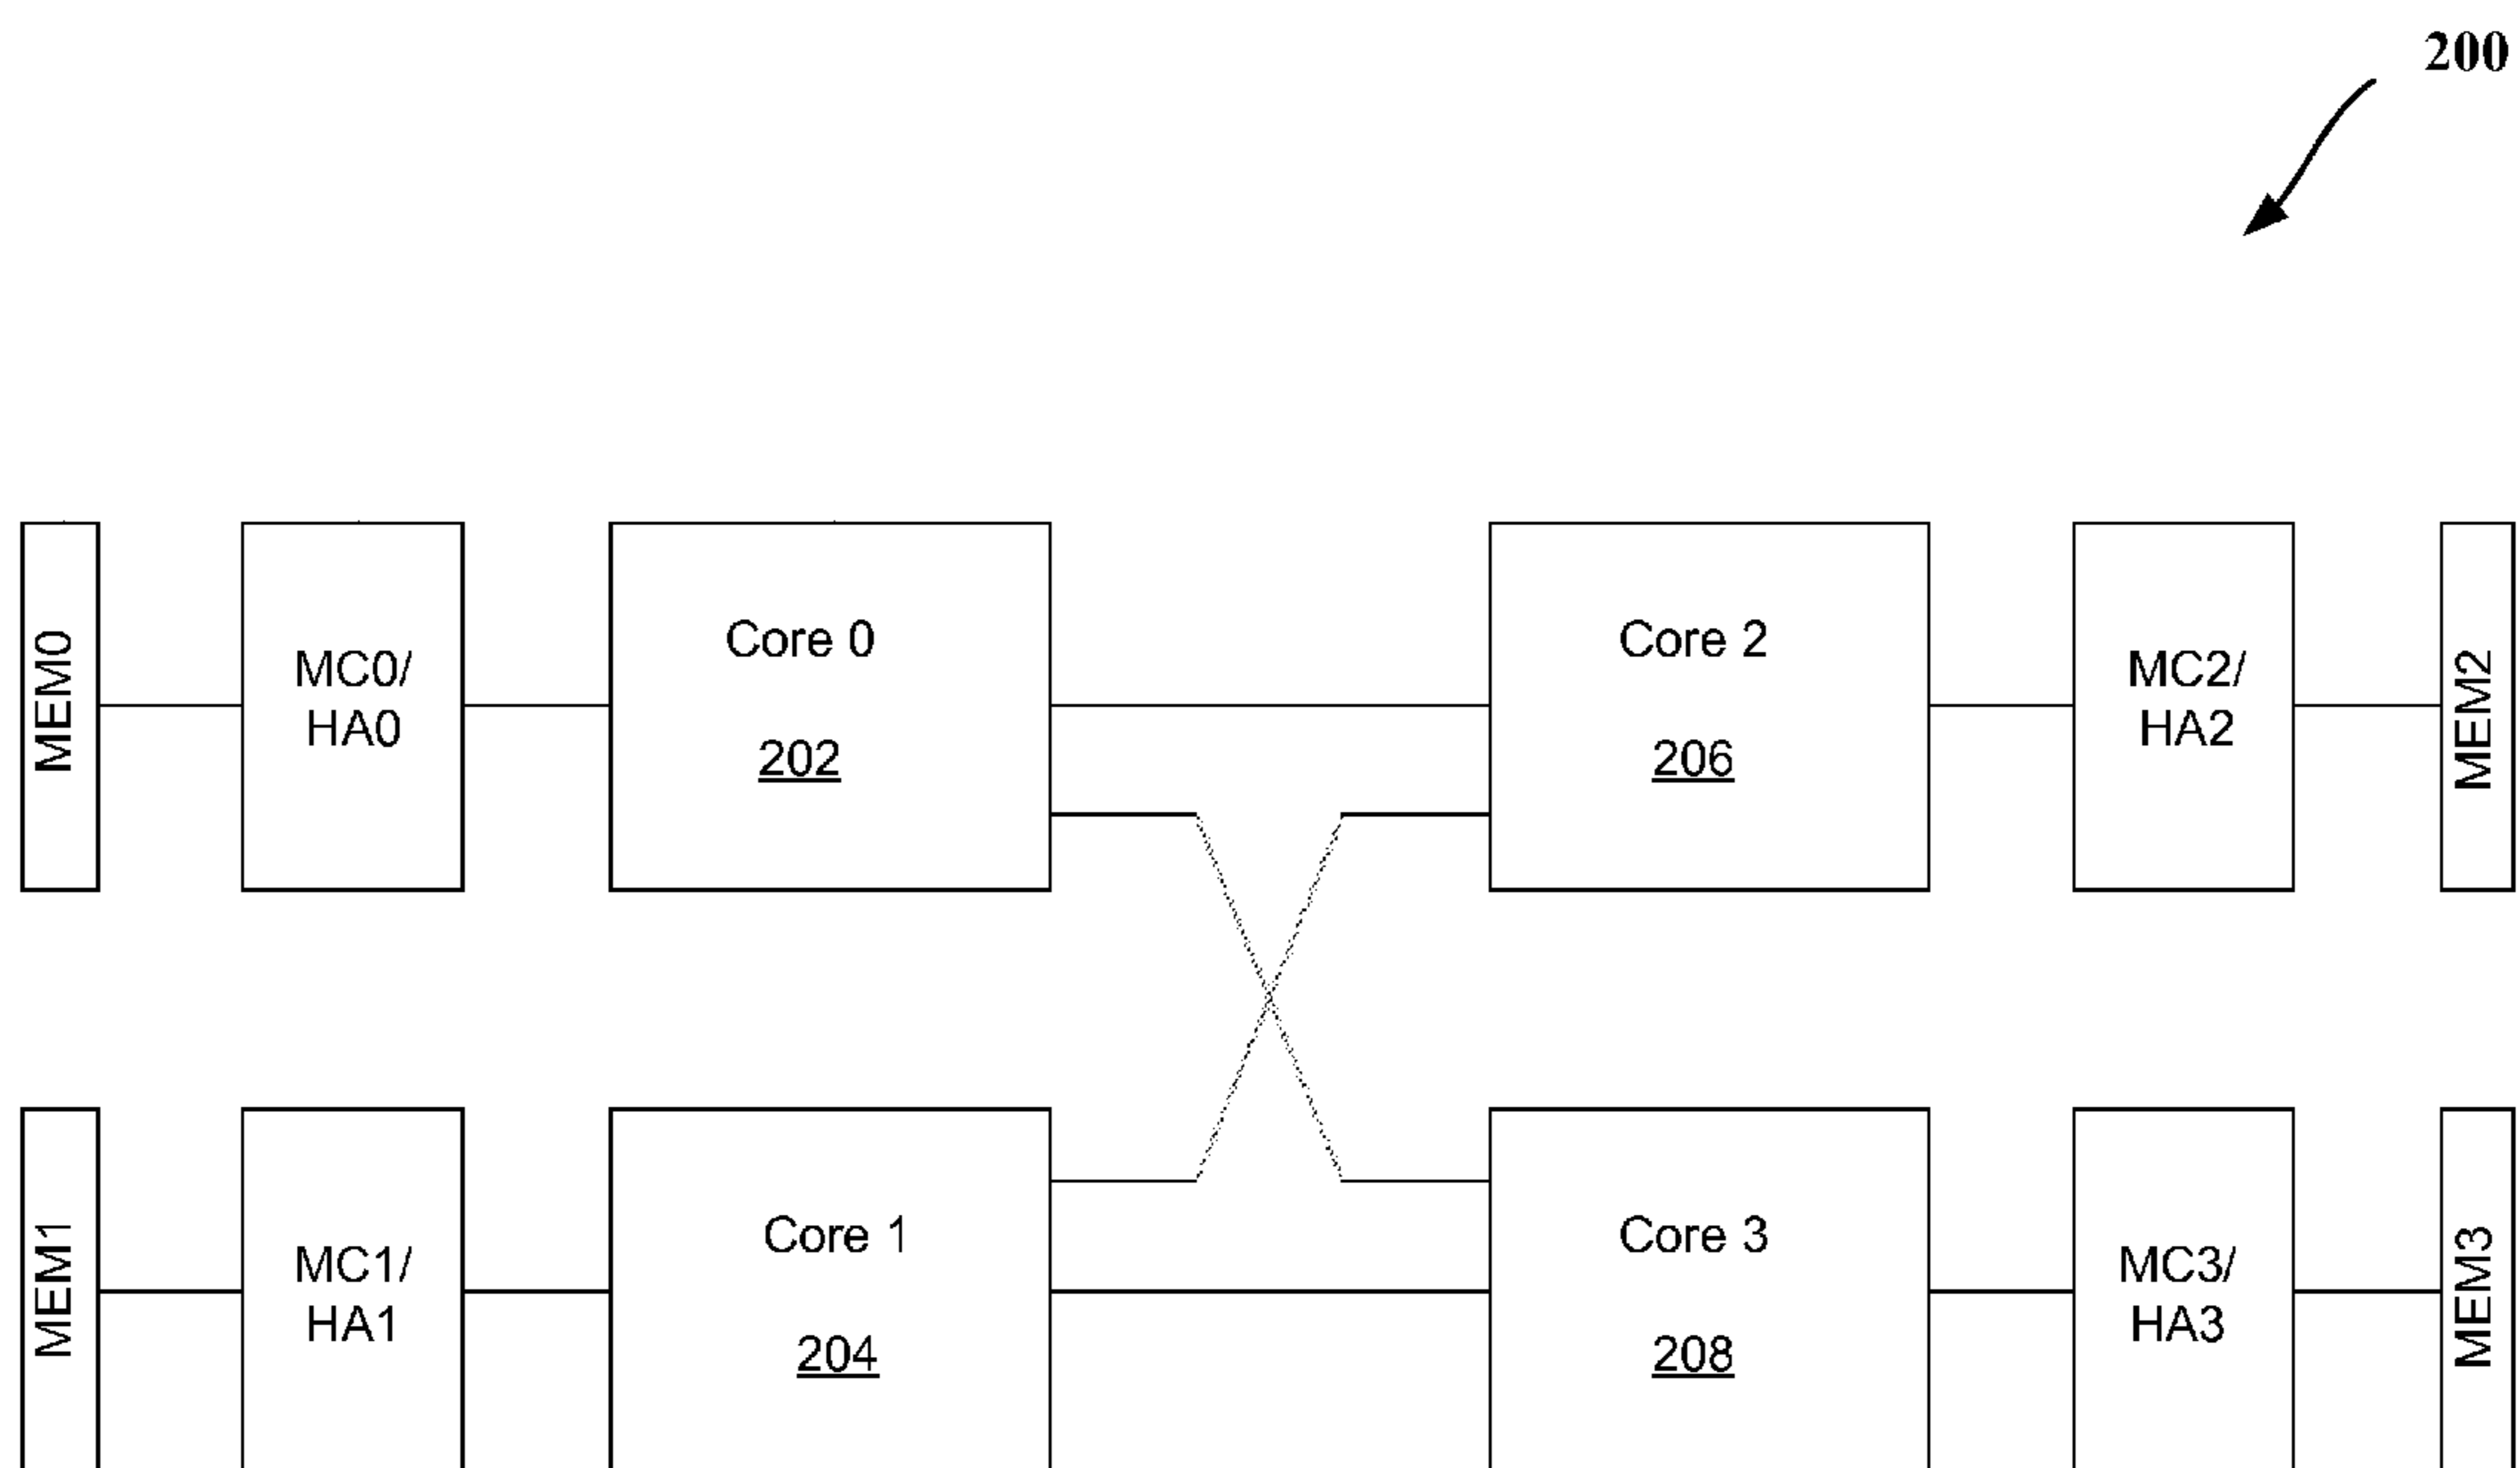 200
MEM0
MC0/
HA0
Core 0
202
Core 2
206
MC2/
HA2
MEM2
MEM1
MC1/
HA1
Core 1
204
Core 3
208
MC3/
HA3
MEM3